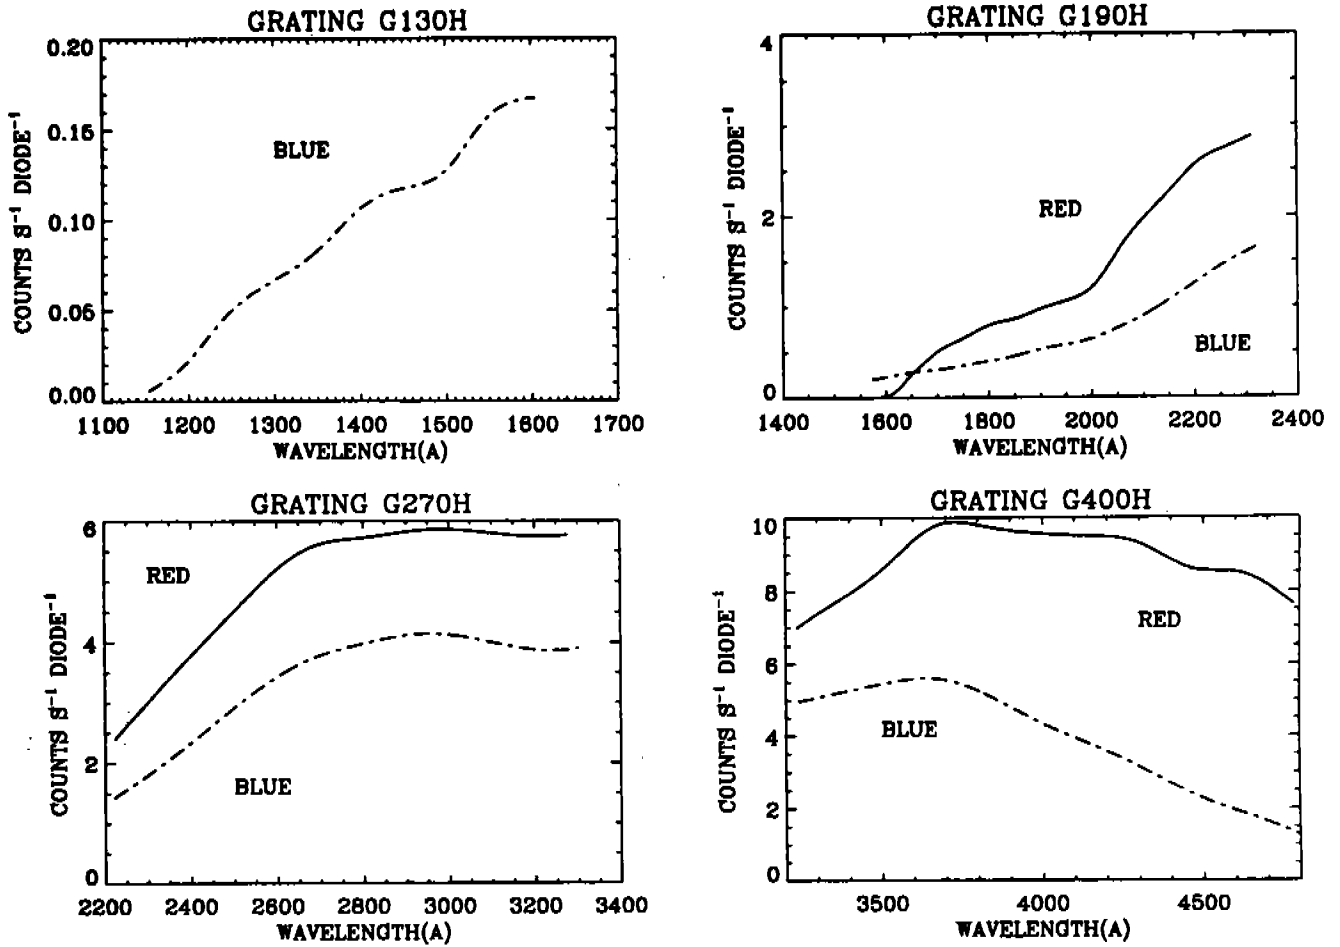 GRATING G130H
0.20
0.15
0.10
0.05
0.00
COUNTS S⁻¹ DIODE⁻¹
BLUE
1100 1200 1300 1400 1500 1600 1700
WAVELENGTH(A)
GRATING G190H
4
2
0
COUNTS S⁻¹ DIODE⁻¹
RED
BLUE
1400 1600 1800 2000 2200 2400
WAVELENGTH(A)
GRATING G270H
6
4
2
0
COUNTS S⁻¹ DIODE⁻¹
RED
BLUE
2200 2400 2600 2800 3000 3200 3400
WAVELENGTH(A)
GRATING G400H
10
8
6
4
2
0
COUNTS S⁻¹ DIODE⁻¹
RED
BLUE
3500 4000 4500
WAVELENGTH(A)